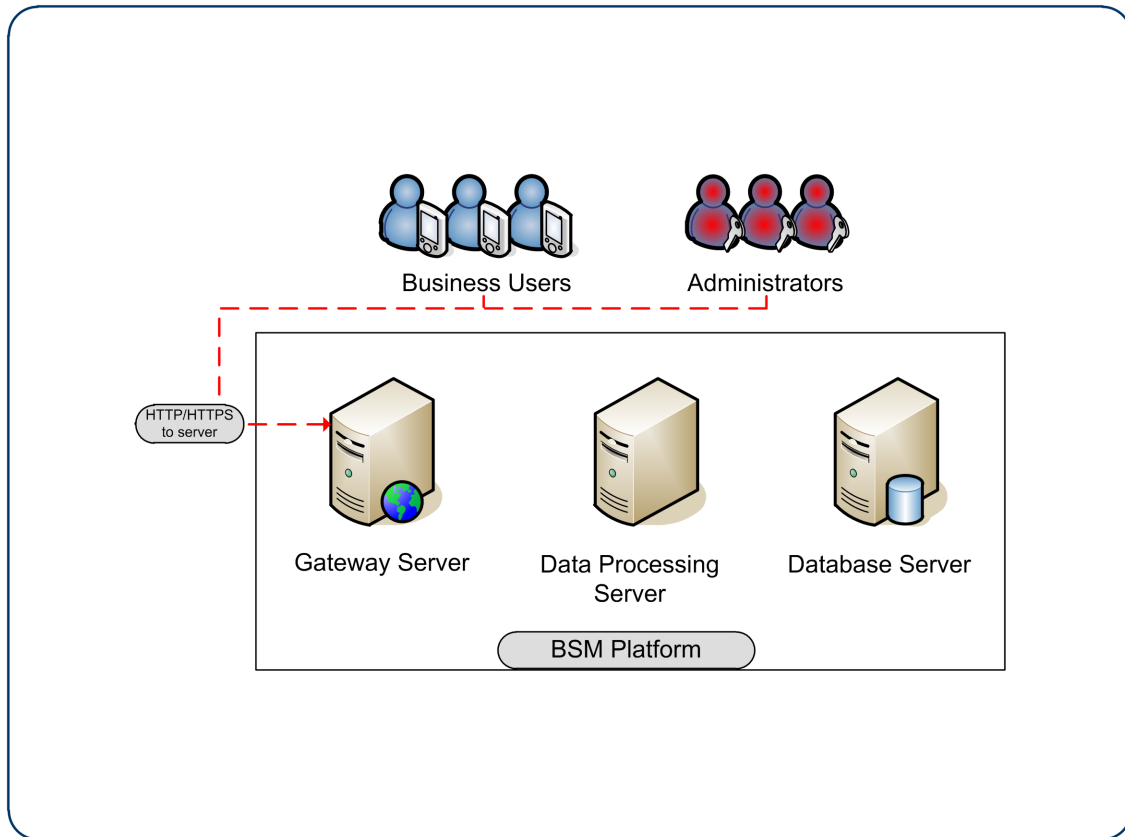 Business Users
Administrators
HTTP/HTTPS
to server
Gateway Server
Data Processing
Server
Database Server
BSM Platform